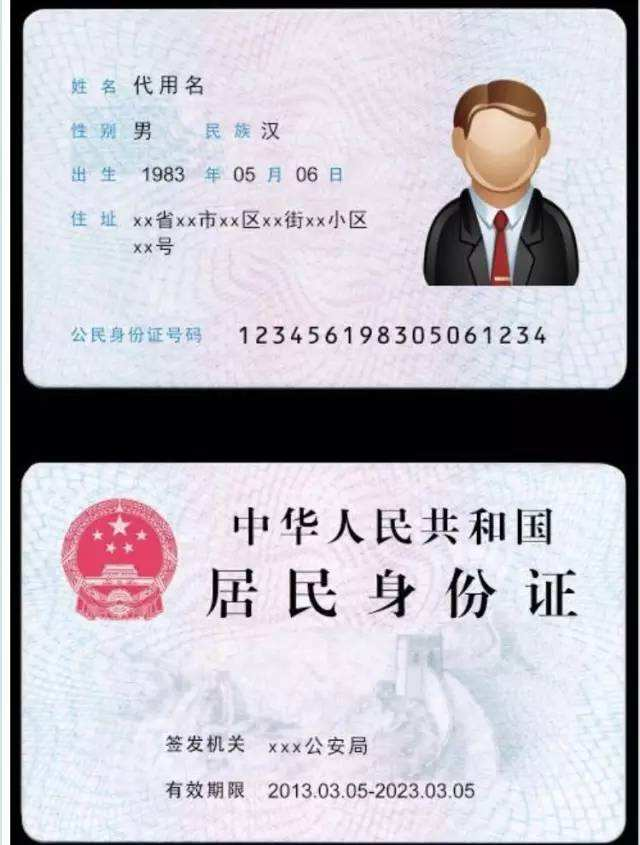 姓名 代用名
性别 男 民族 汉
出生 1983 年 05 月 06 日
住址 xx省xx市xx区xx街xx小区
xx号
公民身份证号码 123456198305061234
中华人民共和国
居民身份证
签发机关 xxx公安局
有效期限 2013.03.05-2023.03.05